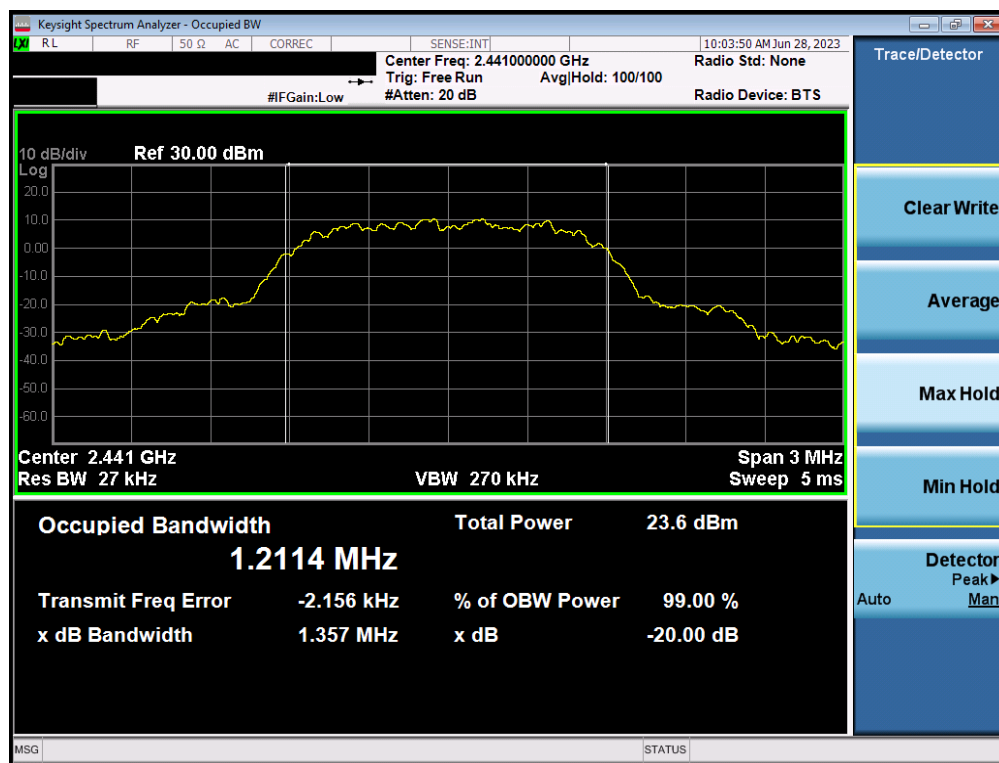 Keysight Spectrum Analyzer - Occupied BW
LXI RL RF 50 Ω AC CORREC SENSE:INT 10:03:50 AM Jun 28, 2023
Center Freq: 2.441000000 GHz Radio Std: None
Trig: Free Run Avg|Hold: 100/100
#IFGain:Low #Atten: 20 dB Radio Device: BTS
10 dB/div Ref 30.00 dBm
Log
20.0
10.0
0.00
-10.0
-20.0
-30.0
-40.0
-50.0
-60.0
Center 2.441 GHz Span 3 MHz
Res BW 27 kHz VBW 270 kHz Sweep 5 ms
Occupied Bandwidth Total Power 23.6 dBm
1.2114 MHz
Transmit Freq Error -2.156 kHz % of OBW Power 99.00 %
x dB Bandwidth 1.357 MHz x dB -20.00 dB
MSG STATUS
Trace/Detector
Clear Write
Average
Max Hold
Min Hold
Detector
Peak▶
Auto Man